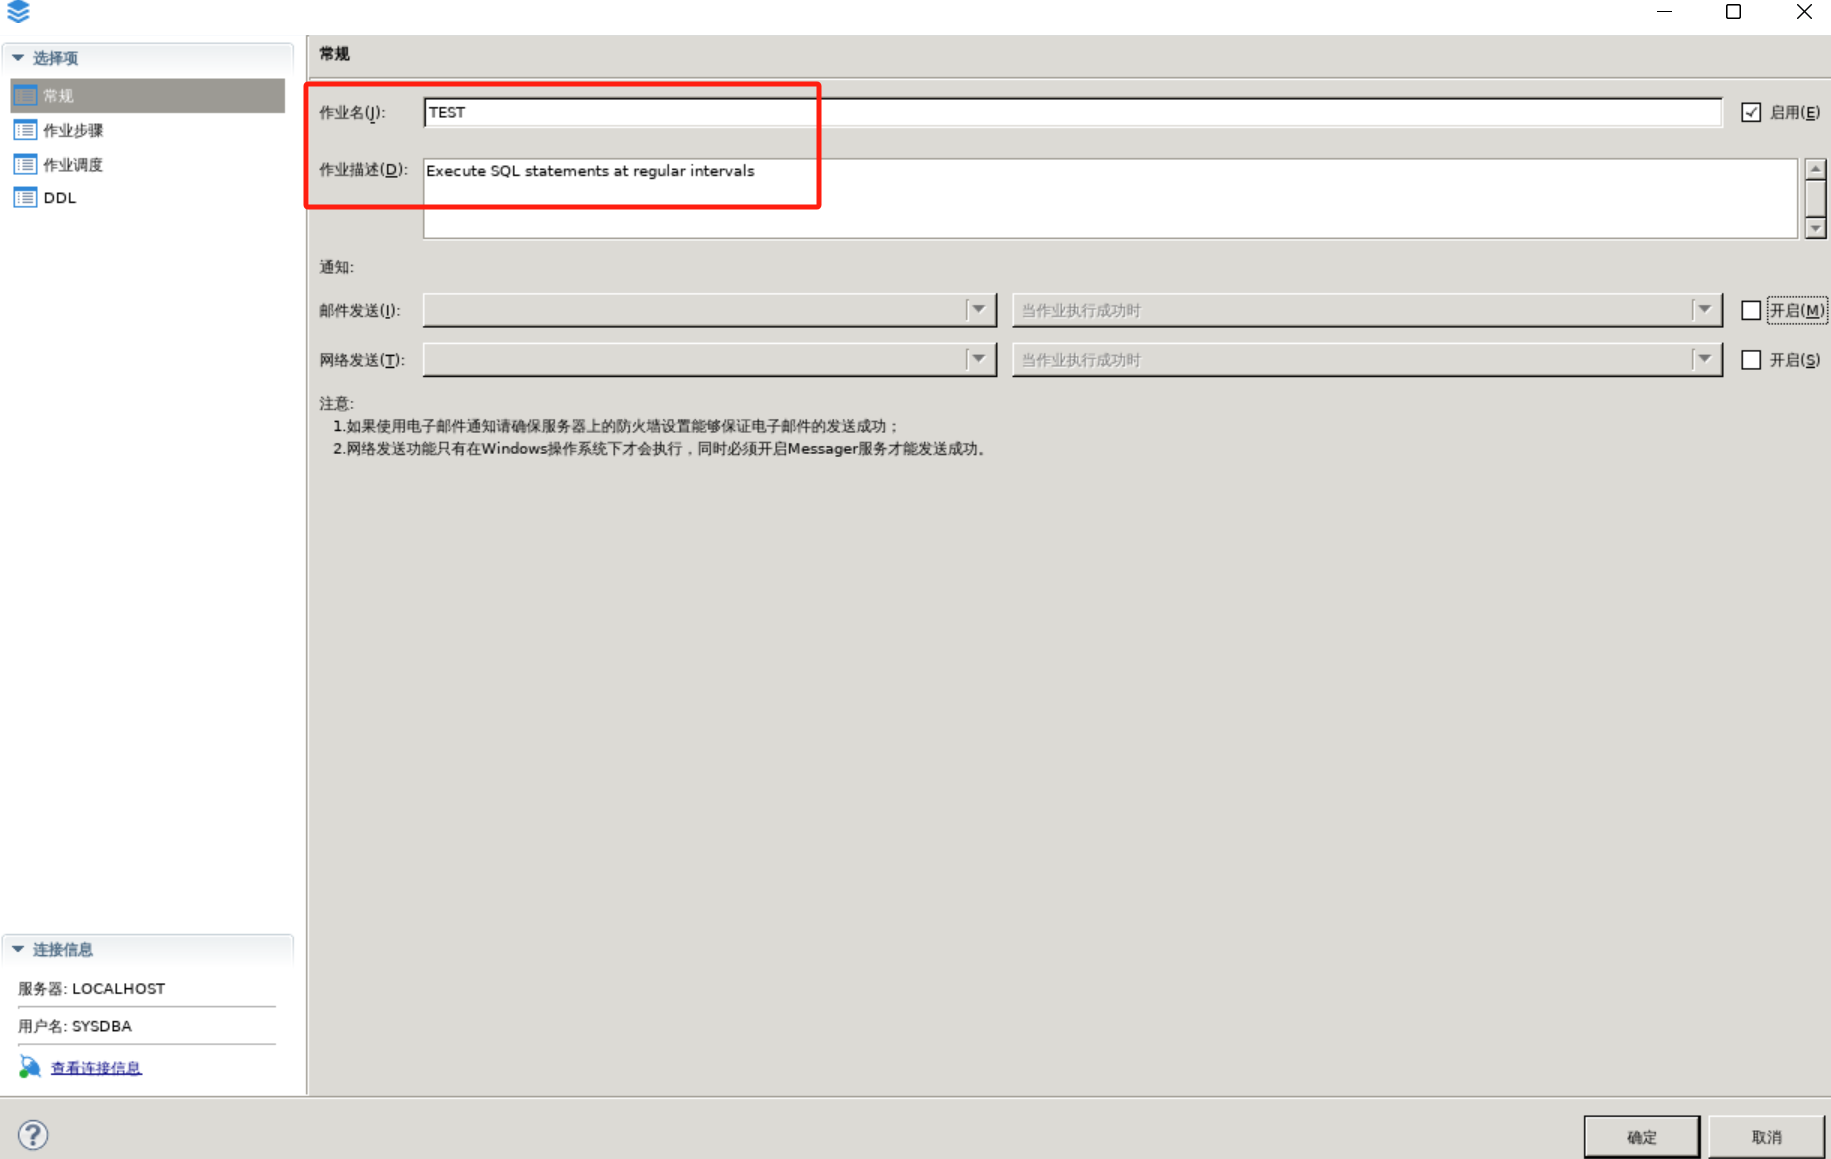 选择项
常规
作业步骤
作业调度
DDL
常规
作业名(J): TEST 启用(E)
作业描述(D): Execute SQL statements at regular intervals
通知:
邮件发送(I): 当作业执行成功时 开启(M)
网络发送(T): 当作业执行成功时 开启(S)
注意:
1.如果使用电子邮件通知请确保服务器上的防火墙设置能够保证电子邮件的发送成功；
2.网络发送功能只有在Windows操作系统下才会执行，同时必须开启Messager服务才能发送成功。
连接信息
服务器: LOCALHOST
用户名: SYSDBA
查看连接信息
确定 取消